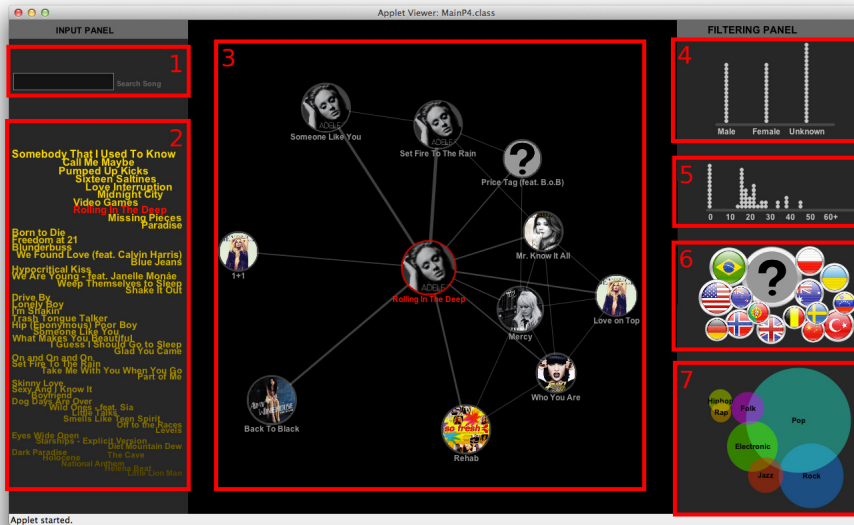 Applet Viewer: MainP4.class
INPUT PANEL
1
Search Song
2
Somebody That I Used To Know
Call Me Maybe
Pumped Up Kicks
Sixteen Saltines
Love Interruption
Midnight City
Video Games
Rolling In The Deep
Missing Pieces
Paradise
Born to Die
Freedom at 21
Blunderbuss
We Found Love (feat. Calvin Harris)
Blue Jeans
Hypocritical Kiss
We Are Young - feat. Janelle Monáe
Weep Themselves to Sleep
Shake It Out
Drive By
Lonely Boy
I'm Shakin'
Trash Tongue Talker
Hip (Eponymous) Poor Boy
Someone Like You
What Makes You Beautiful
I Guess I Should Go to Sleep
Glad You Came
On and On and On
Set Fire To The Rain
Take Me With You When You Go
Part of Me
Skinny Love
Sexy And I Know It
Boyfriend
Dog Days Are Over
Wild Ones - feat. Sia
Little Talks
Smells Like Teen Spirit
Off to the Races
Levels
Eyes Wide Open
Starships - Explicit Version
Diet Mountain Dew
Dark Paradise
The Cave
Holocene
National Anthem
Helena Beat
Little Lion Man
3
ADELE
Someone Like You
ADELE
Set Fire To The Rain
?
Price Tag (feat. B.o.B)
Mr. Know It All
1+1
ADELE
Rolling In The Deep
Love on Top
Mercy
Who You Are
Back To Black
so fresh
Rehab
FILTERING PANEL
4
Male Female Unknown
5
0 10 15 20 30 40 50 60+
6
?
7
Hiphop
Rap
Folk
Pop
Electronic
Jazz
Rock
Applet started.